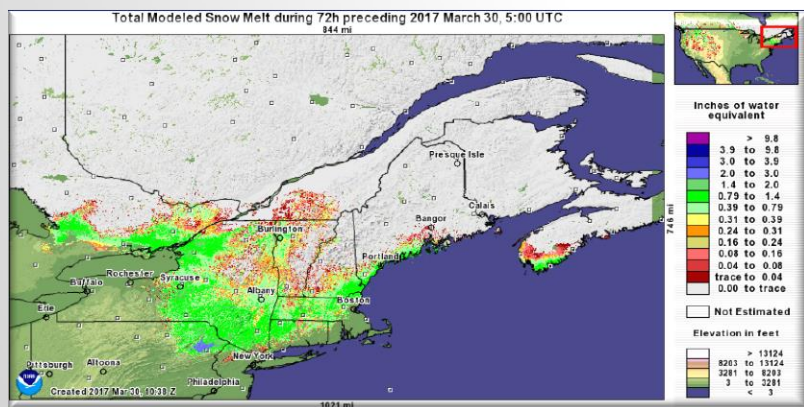 Total Modeled Snow Melt during 72h preceding 2017 March 30, 5:00 UTC
844 mi
Presque Isle
Calais
Bangor
Burlington
Portland
Rochester
Syracuse
Buffalo
Albany
Boston
Erie
New York
Pittsburgh
Altoona
Philadelphia
Created 2017 Mar 30, 10:38 Z
1021 mi
746 mi
Inches of water
equivalent
> 9.8
3.9 to 9.8
3.0 to 3.9
2.0 to 3.0
1.4 to 2.0
0.79 to 1.4
0.39 to 0.79
0.31 to 0.39
0.24 to 0.31
0.16 to 0.24
0.08 to 0.16
0.04 to 0.08
trace to 0.04
0.00 to trace
Not Estimated
Elevation in feet
> 13124
8203 to 13124
3281 to 8203
3 to 3281
< 3